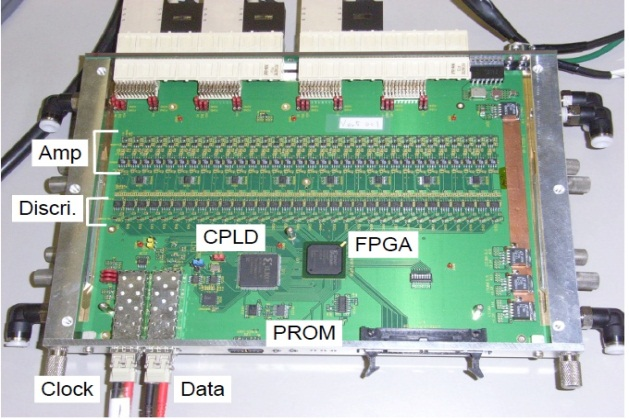 Amp
Discri.
CPLD
FPGA
PROM
Clock
Data